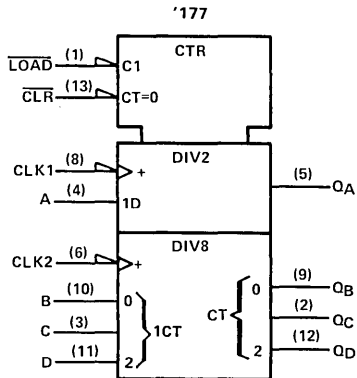 '177
CTR
LOAD (1) C1
CLR (13) CT=0
DIV2
CLK1 (8) +
(5) QA
A (4) 1D
DIV8
CLK2 (6) +
B (10) 0
1CT
CT
0 (9) QB
C (3)
(2) QC
D (11) 2
2 (12) QD